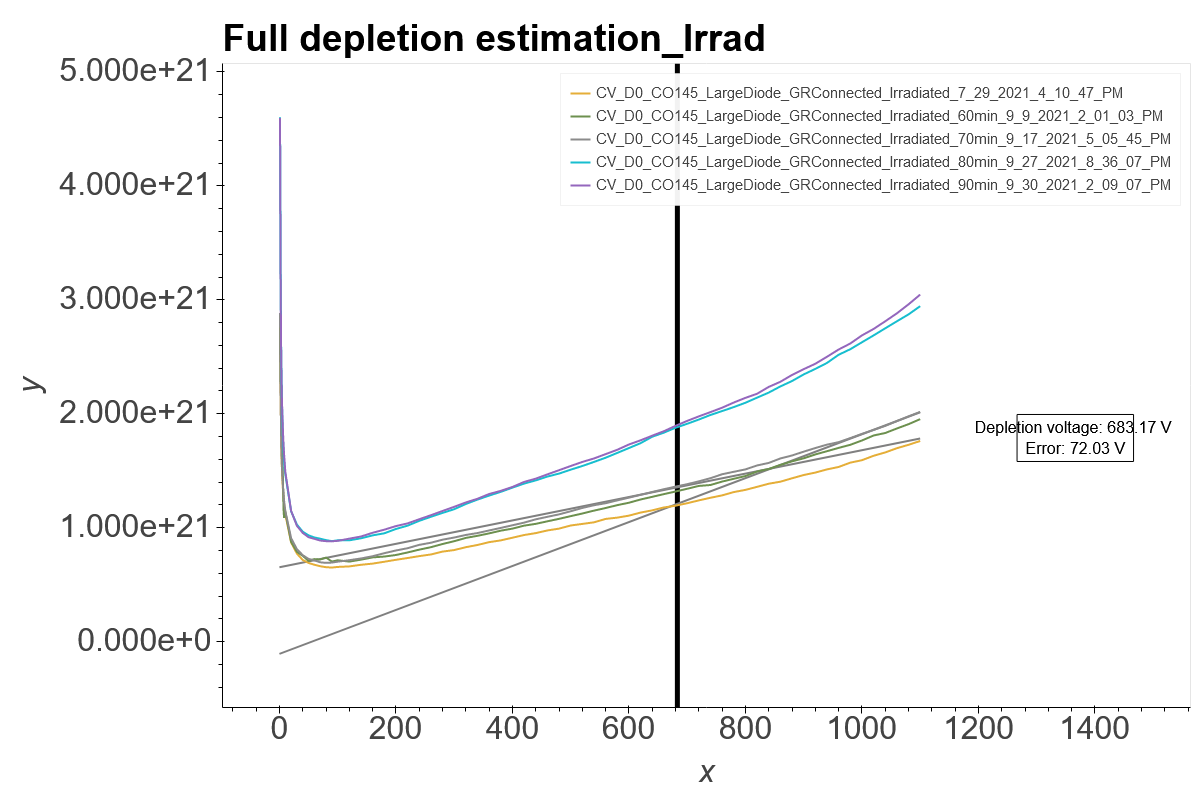 Full depletion estimation_Irrad
5.000e+21
4.000e+21
3.000e+21
2.000e+21
1.000e+21
0.000e+0
y
CV_D0_CO145_LargeDiode_GRConnected_Irradiated_7_29_2021_4_10_47_PM
CV_D0_CO145_LargeDiode_GRConnected_Irradiated_60min_9_9_2021_2_01_03_PM
CV_D0_CO145_LargeDiode_GRConnected_Irradiated_70min_9_17_2021_5_05_45_PM
CV_D0_CO145_LargeDiode_GRConnected_Irradiated_80min_9_27_2021_8_36_07_PM
CV_D0_CO145_LargeDiode_GRConnected_Irradiated_90min_9_30_2021_2_09_07_PM
Depletion voltage: 683.17 V
Error: 72.03 V
0 200 400 600 800 1000 1200 1400
x